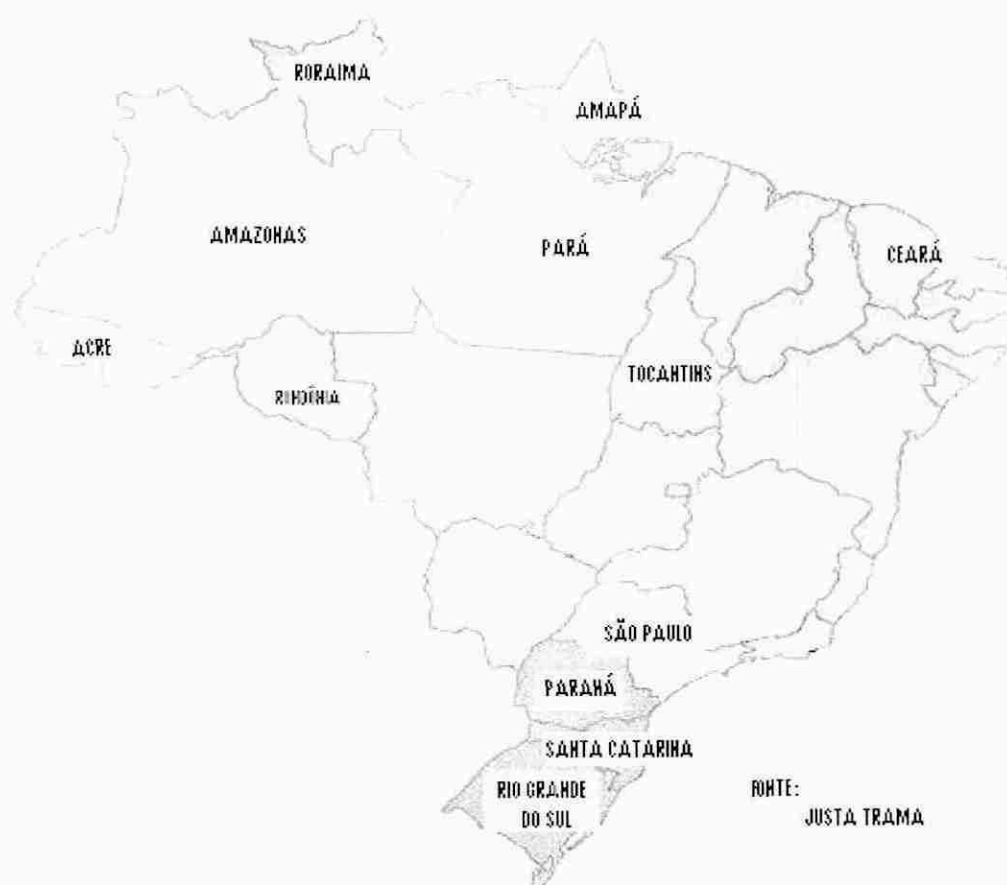 RORAIMA
AMAPÁ
AMAZONAS
PARÁ
CEARÁ
ACRE
TOCANTINS
RONDÔNIA
SÃO PAULO
PARANÁ
SANTA CATARINA
RIO GRANDE
DO SUL
FONTE:
JUSTA TRAMA